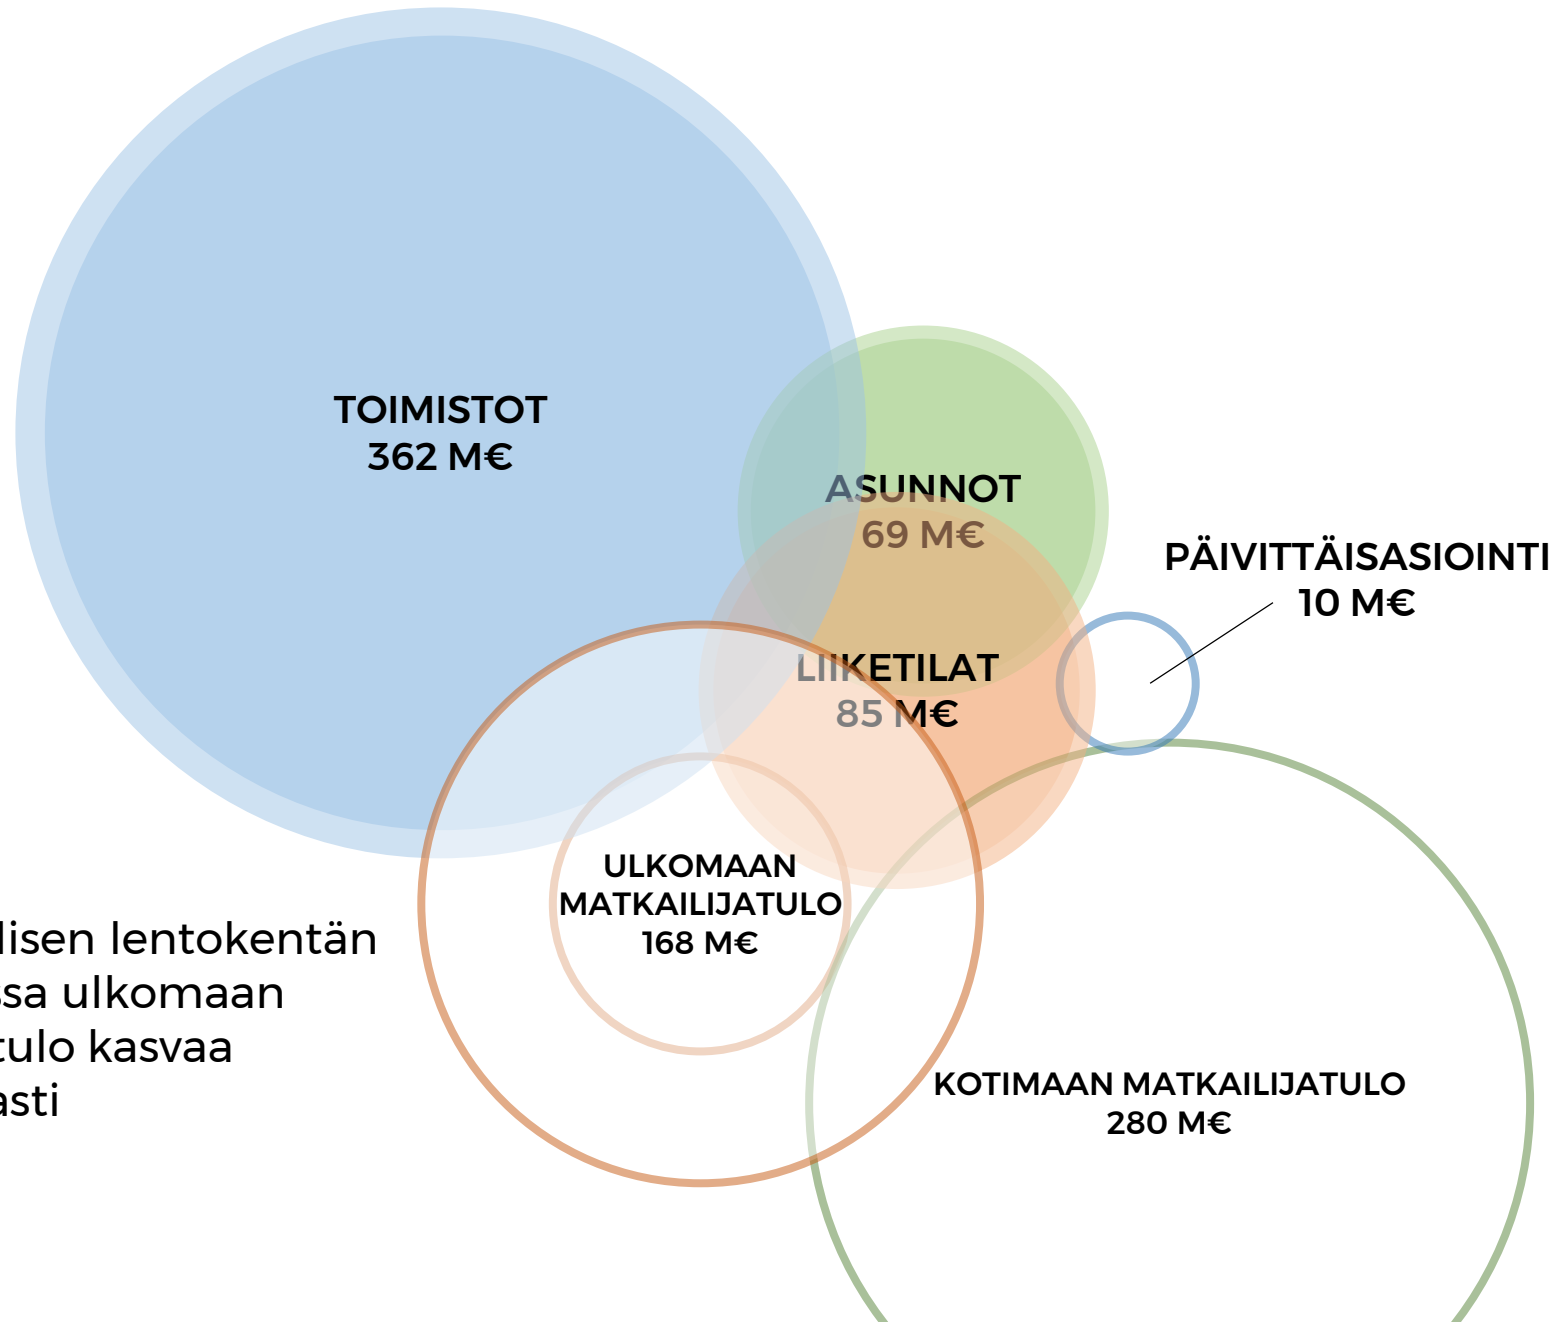 TOIMISTOT
362 M€
ASUNNOT
69 M€
PÄIVITTÄISASIOINTI
10 M€
LIIKETILAT
85 M€
ULKOMAAN
MATKAILIJATULO
168 M€
lisen lentokentän
ssa ulkomaan
tulo kasvaa
asti
KOTIMAAN MATKAILIJATULO
280 M€